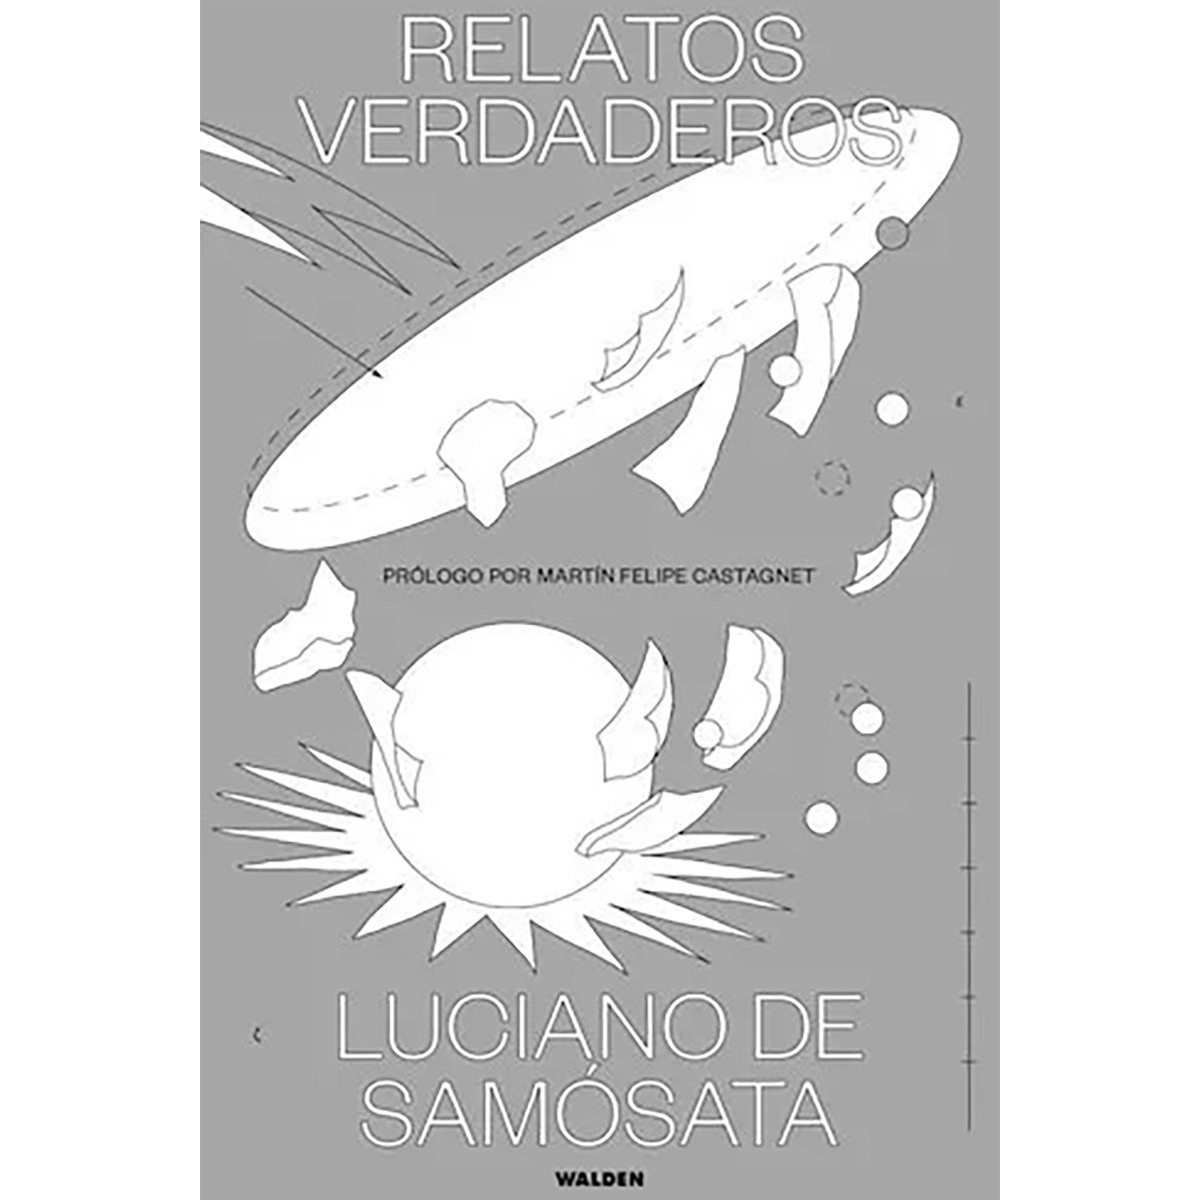 RELATOS
VERDADEROS
ε
PRÓLOGO POR MARTÍN FELIPE CASTAGNET
ζ
LUCIANO DE
SAMÓSATA
WALDEN